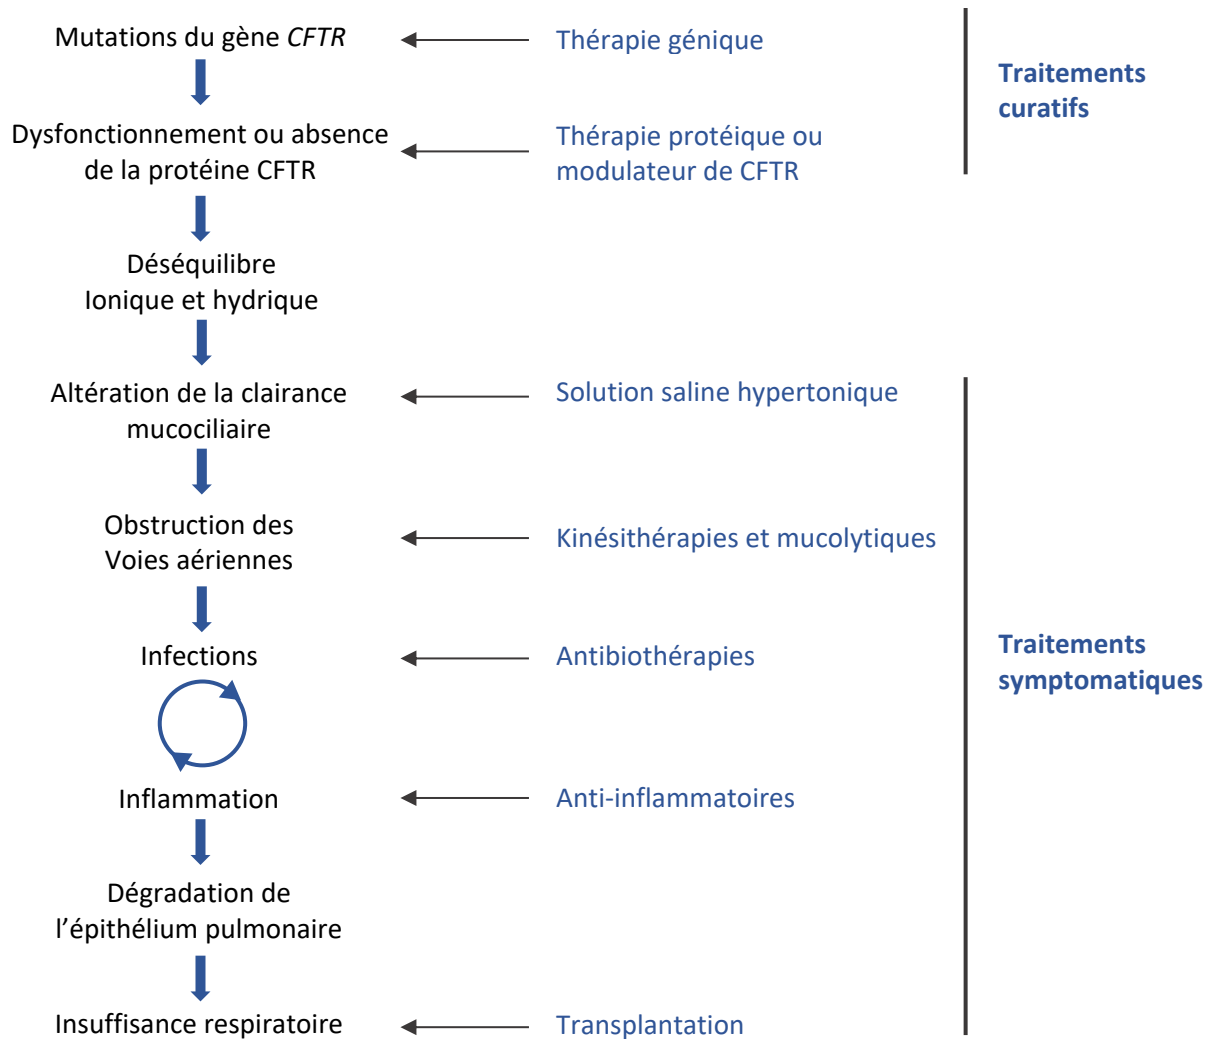 Mutations du gène CFTR
Thérapie génique
Traitements
curatifs
Dysfonctionnement ou absence
de la protéine CFTR
Thérapie protéique ou
modulateur de CFTR
Déséquilibre
Ionique et hydrique
Altération de la clairance
mucociliaire
Solution saline hypertonique
Obstruction des
Voies aériennes
Kinésithérapies et mucolytiques
Infections
Antibiothérapies
Traitements
symptomatiques
Inflammation
Anti-inflammatoires
Dégradation de
l’épithélium pulmonaire
Insuffisance respiratoire
Transplantation